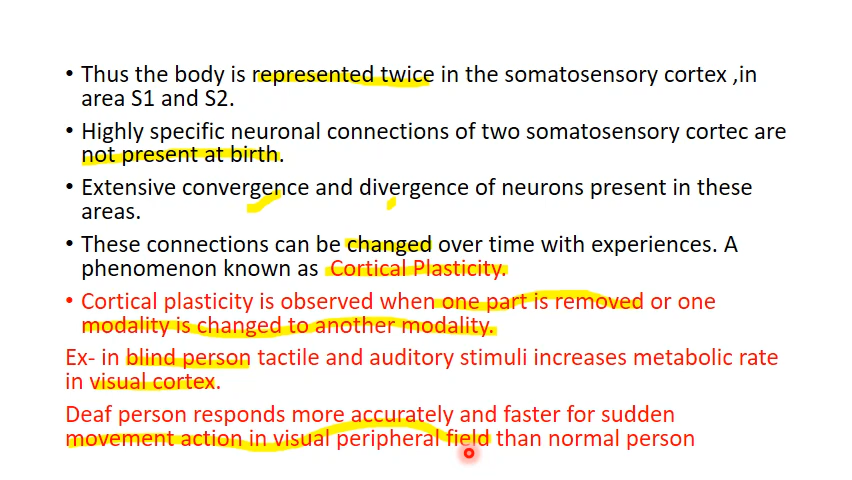 • Thus the body is represented twice in the somatosensory cortex ,in
area S1 and S2.
• Highly specific neuronal connections of two somatosensory cortec are
not present at birth.
• Extensive convergence and divergence of neurons present in these
areas.
• These connections can be changed over time with experiences. A
phenomenon known as Cortical Plasticity.
• Cortical plasticity is observed when one part is removed or one
modality is changed to another modality.
Ex- in blind person tactile and auditory stimuli increases metabolic rate
in visual cortex.
Deaf person responds more accurately and faster for sudden
movement action in visual peripheral field than normal person